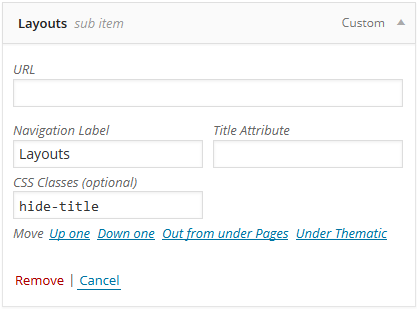 Layouts sub item Custom
URL
Navigation Label Title Attribute
Layouts
CSS Classes (optional)
hide-title
Move Up one Down one Out from under Pages Under Thematic
Remove | Cancel